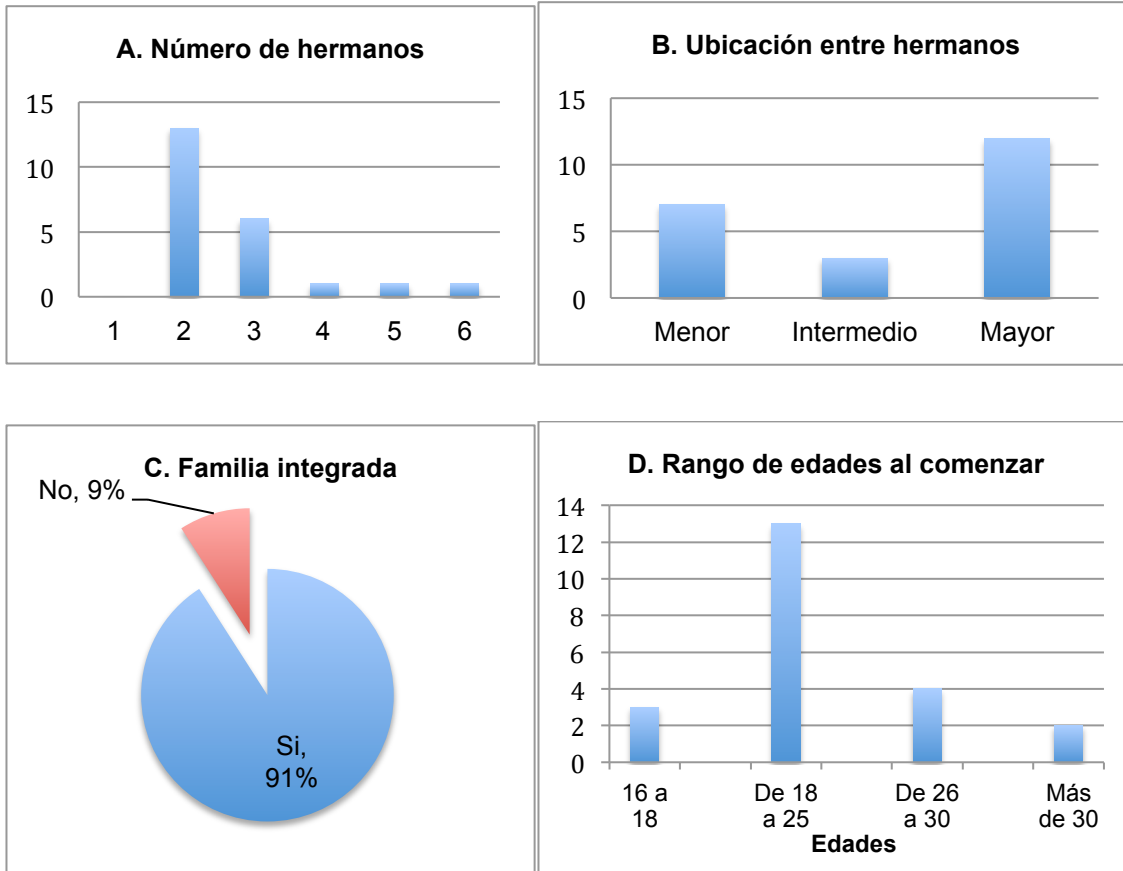 A. Número de hermanos
15
10
5
0
1 2 3 4 5 6
B. Ubicación entre hermanos
15
10
5
0
Menor Intermedio Mayor
C. Familia integrada
No, 9%
Si,
91%
D. Rango de edades al comenzar
14
12
10
8
6
4
2
0
16 a De 18 De 26 Más
18 a 25 a 30 de 30
Edades